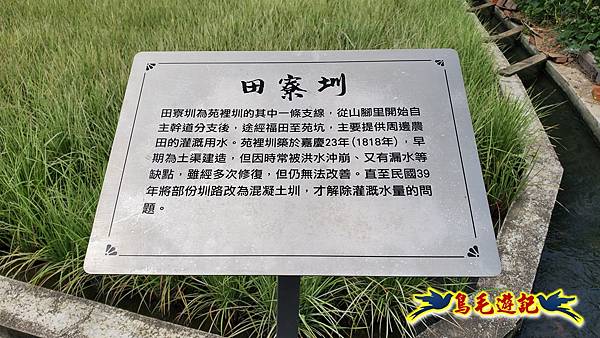 田寮圳
田寮圳為苑裡圳的其中一條支線，從山腳里開始自
主幹道分支後，途經福田至苑坑，主要提供周邊農
田的灌溉用水。苑裡圳築於嘉慶23年(1818年)，早
期為土渠建造，但因時常被洪水沖崩、又有漏水等
缺點，雖經多次修復，但仍無法改善。直至民國39
年將部份圳路改為混凝土圳，才解除灌溉水量的問
題。
鳥毛遊記